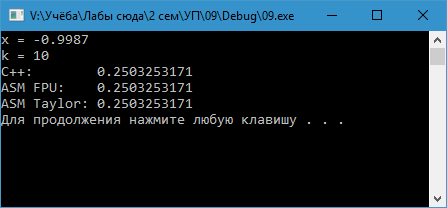 V:\Учёба\Лабы сюда\2 сем\УП\09\Debug\09.exe
x = -0.9987
k = 10
C++:        0.2503253171
ASM FPU:    0.2503253171
ASM Taylor: 0.2503253171
Для продолжения нажмите любую клавишу . . .